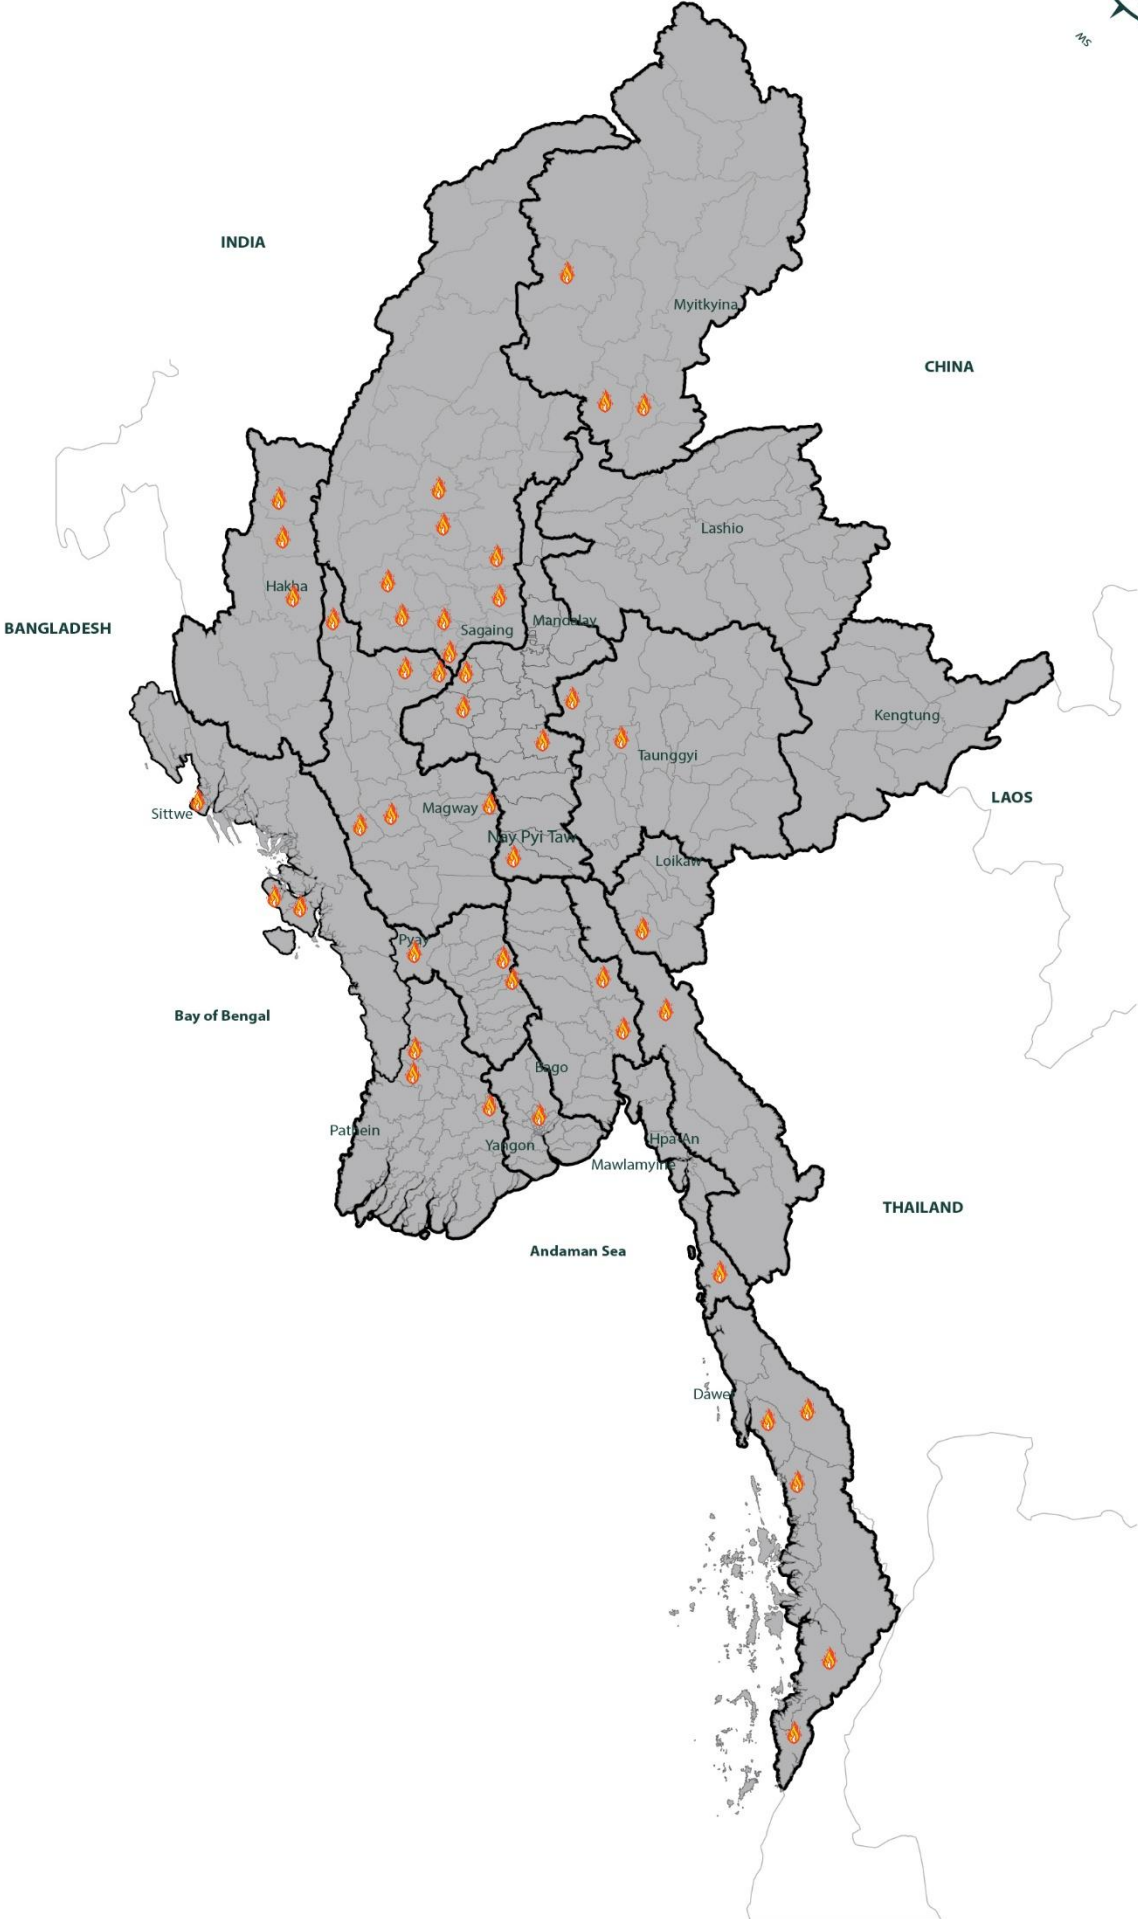 SW
INDIA
Myitkyina
CHINA
Lashio
Hakha
BANGLADESH
Sagaing
Mandalay
Kengtung
Taunggyi
LAOS
Sittwe
Magway
Nay Pyi Taw
Loikaw
Pyay
Bay of Bengal
Bago
Pathein
Yangon
Hpa-An
Mawlamyine
THAILAND
Andaman Sea
Dawei